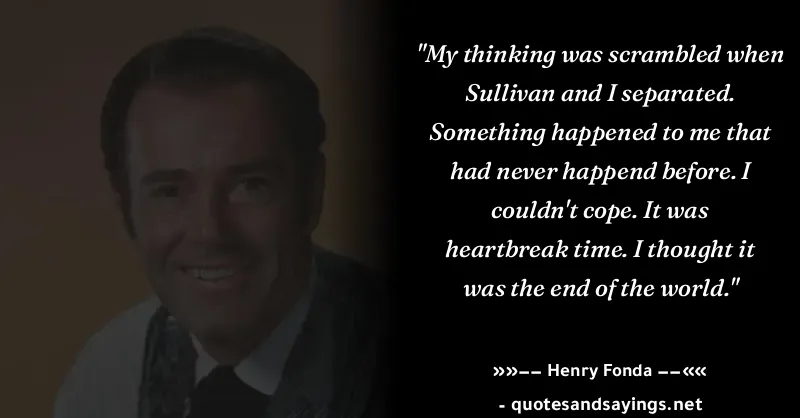 "My thinking was scrambled when
Sullivan and I separated.
Something happened to me that
had never happend before. I
couldn't cope. It was
heartbreak time. I thought it
was the end of the world."
»»−− Henry Fonda −−««
- quotesandsayings.net